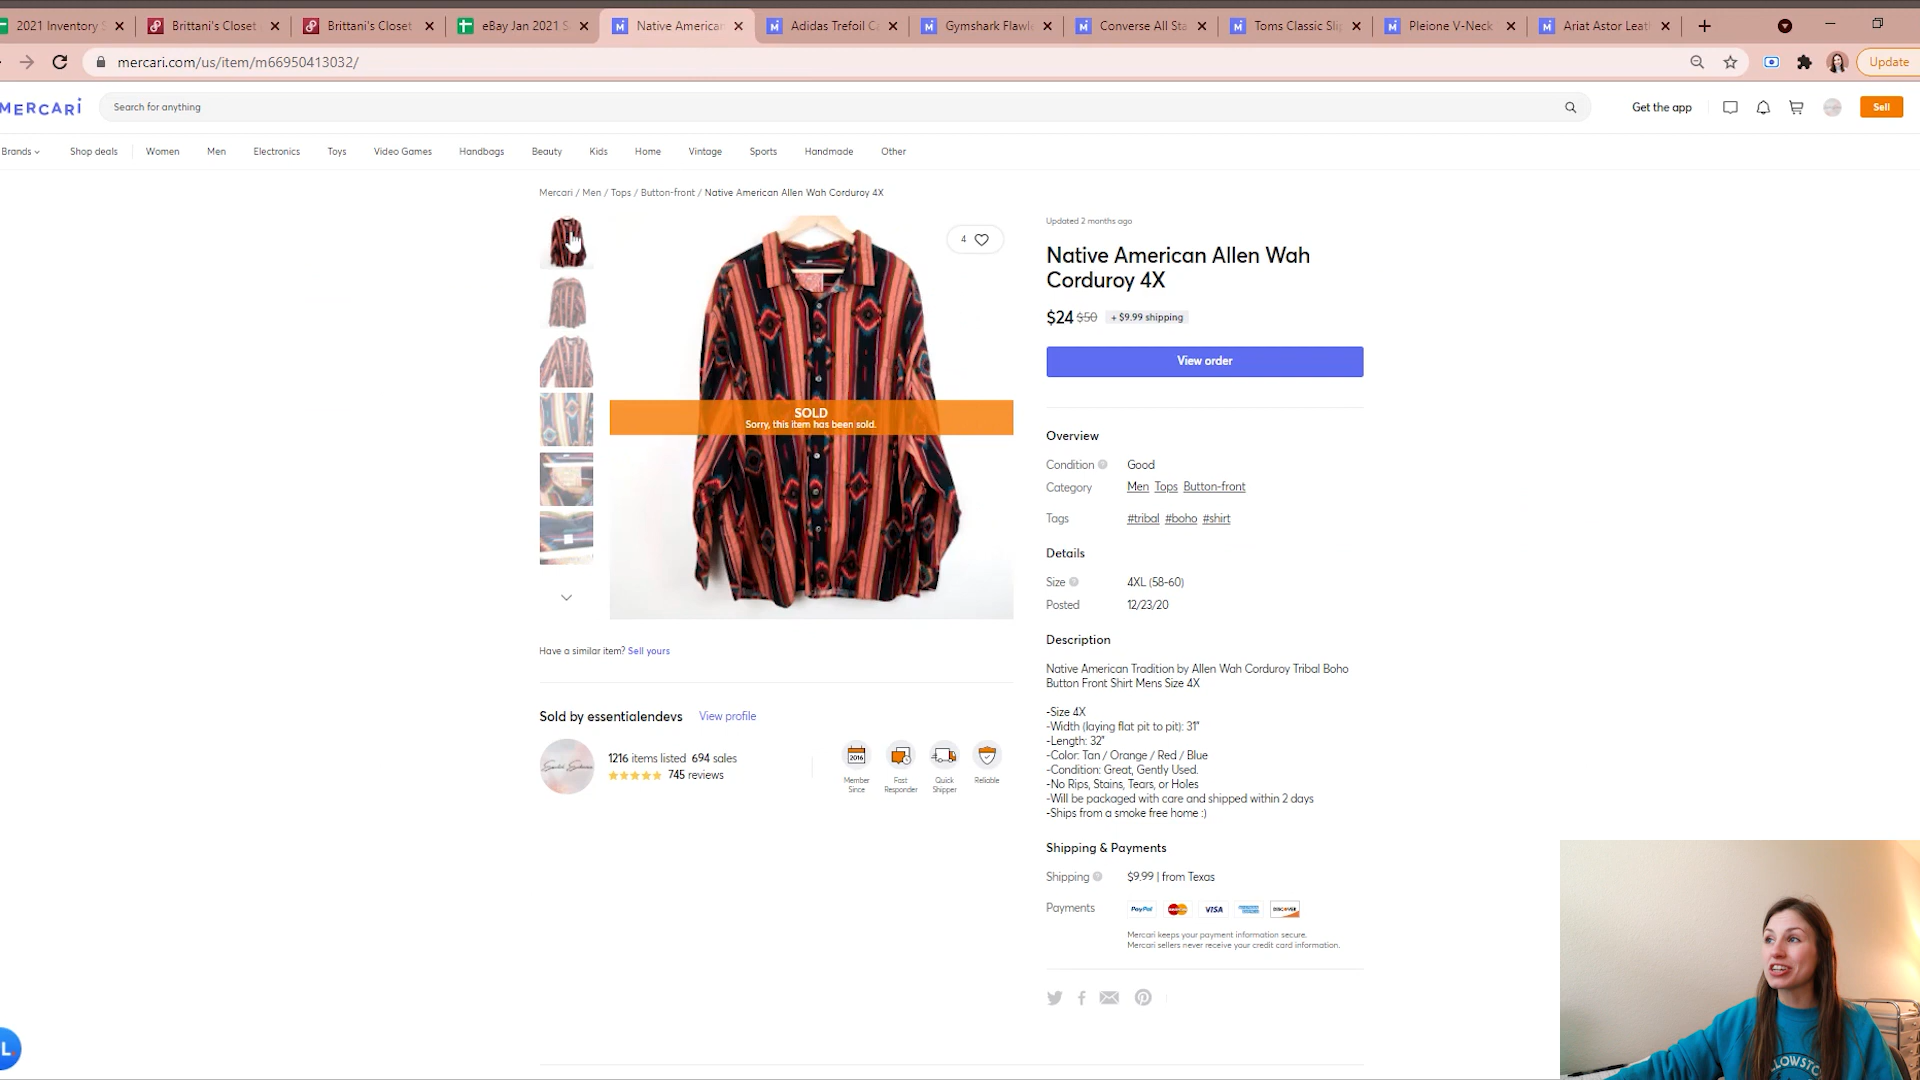 2021 Inventory S
Brittani's Closet
Brittani's Closet
eBay Jan 2021 S
Native American
Adidas Trefoil C
Gymshark Flawle
Converse All Sta
Toms Classic Sli
Pleione V-Neck
Ariat Astor Leat
mercari.com/us/item/m66950413032/
Update
MERCARI
Search for anything
Get the app
Sell
Brands
Shop deals
Women
Men
Electronics
Toys
Video Games
Handbags
Beauty
Kids
Home
Vintage
Sports
Handmade
Other
Mercari / Men / Tops / Button-front / Native American Allen Wah Corduroy 4X
4
SOLD
Sorry, this item has been sold.
Have a similar item? Sell yours
Sold by essentialendevs View profile
1216 items listed 694 sales
745 reviews
2016
Member
Since
Fast
Responder
Quick
Shipper
Reliable
Updated 2 months ago
Native American Allen Wah
Corduroy 4X
$24 $50 + $9.99 shipping
View order
Overview
Condition Good
Category Men Tops Button-front
Tags #tribal #boho #shirt
Details
Size 4XL (58-60)
Posted 12/23/20
Description
Native American Tradition by Allen Wah Corduroy Tribal Boho
Button Front Shirt Mens Size 4X
-Size 4X
-Width (laying flat pit to pit): 31"
-Length: 32"
-Color: Tan / Orange / Red / Blue
-Condition: Great, Gently Used.
-No Rips, Stains, Tears, or Holes
-Will be packaged with care and shipped within 2 days
-Ships from a smoke free home :)
Shipping & Payments
Shipping $9.99 | from Texas
Payments PayPal VISA DISCOVER
Mercari keeps your payment information secure.
Mercari sellers never receive your credit card information.
L